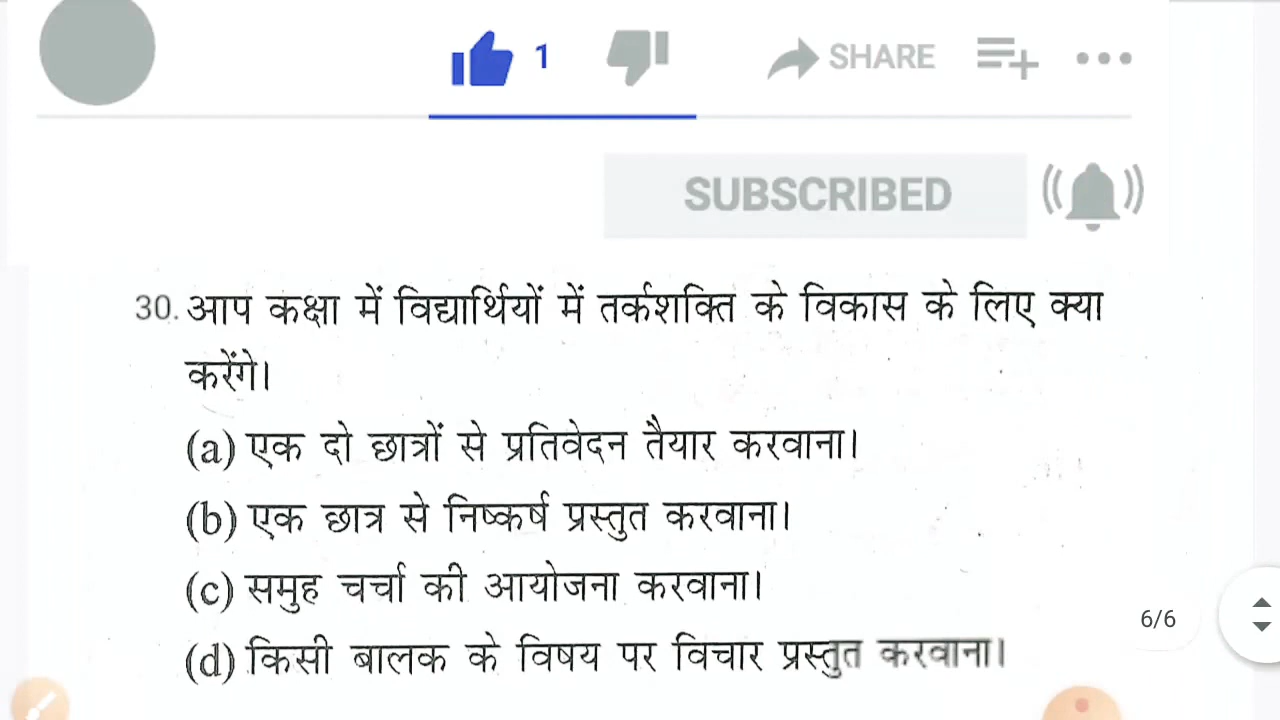 1 SHARE
SUBSCRIBED
30. आप कक्षा में विद्यार्थियों में तर्कशक्ति के विकास के लिए क्या
करेंगे।
(a) एक दो छात्रों से प्रतिवेदन तैयार करवाना।
(b) एक छात्र से निष्कर्ष प्रस्तुत करवाना।
(c) समुह चर्चा की आयोजना करवाना।
6/6
(d) किसी बालक के विषय पर विचार प्रस्तुत करवाना।